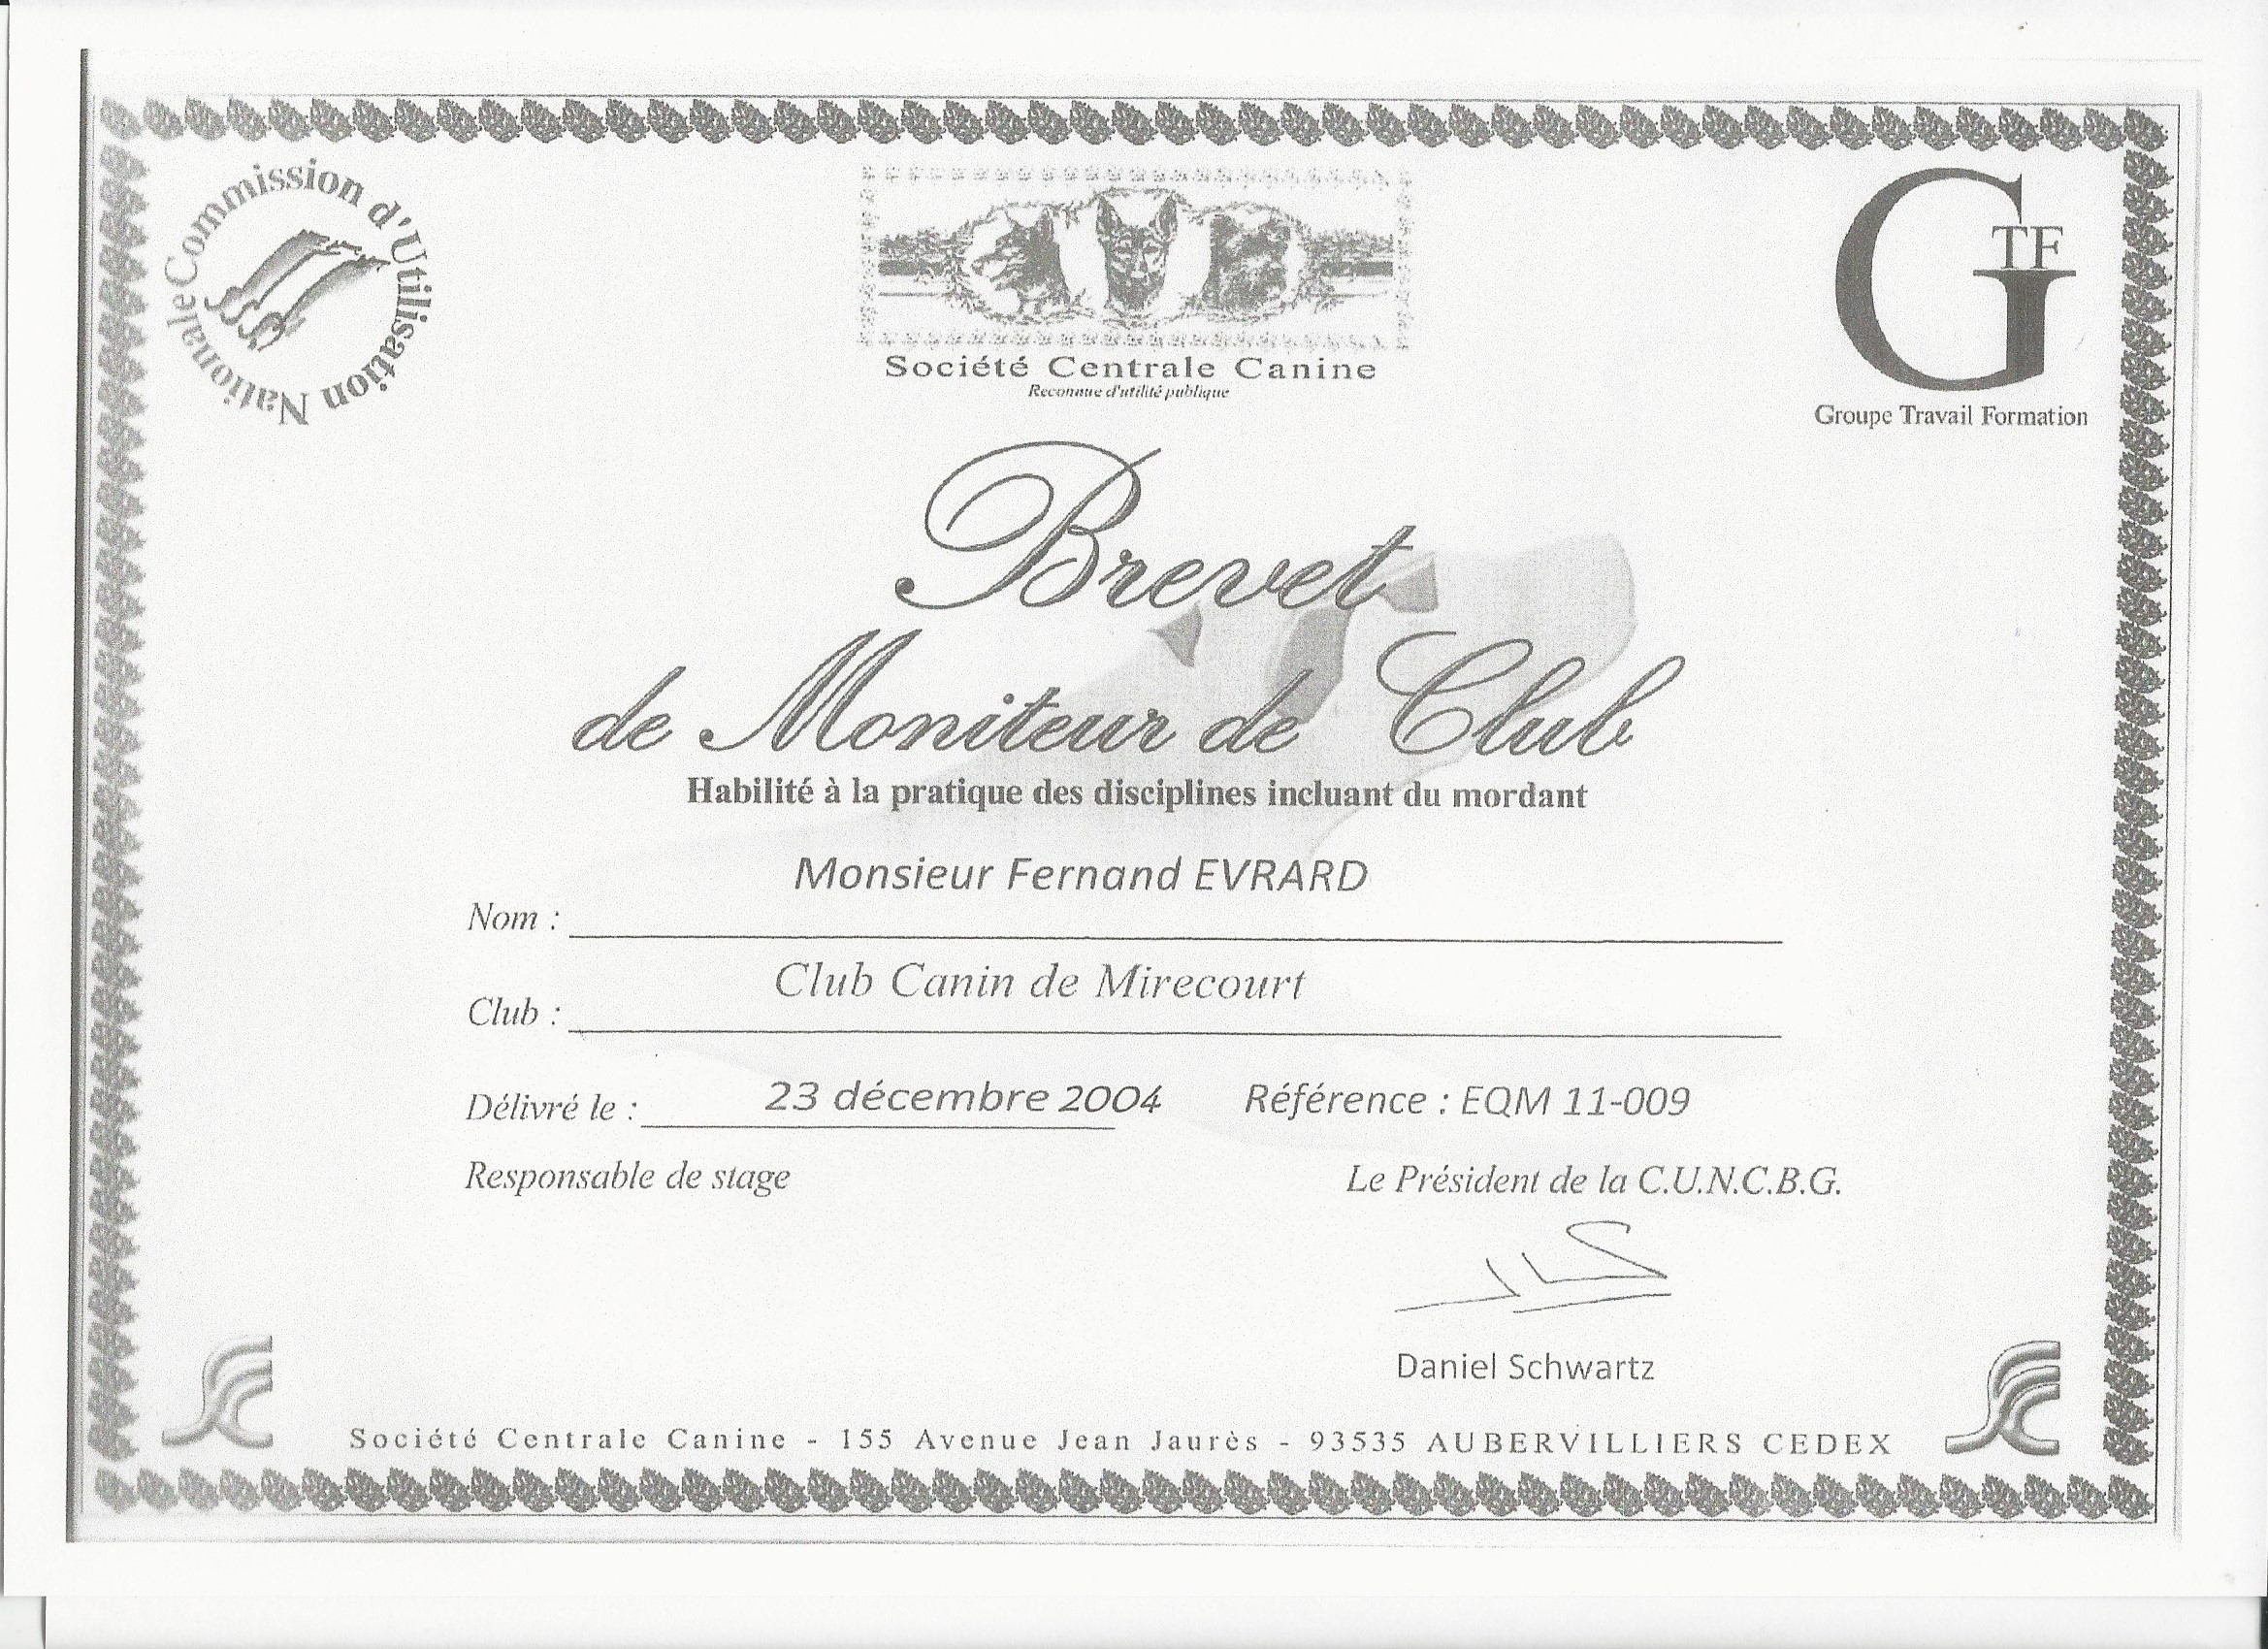 Commission d'Utilisation Nationale
Société Centrale Canine
Reconnue d'utilité publique
G TF
Groupe Travail Formation
Brevet
de Moniteur de Club
Habilité à la pratique des disciplines incluant du mordant
Monsieur Fernand EVRARD
Nom :
Club Canin de Mirecourt
Club :
Délivré le : 23 décembre 2004 Référence : EQM 11-009
Responsable de stage Le Président de la C.U.N.C.B.G.
Daniel Schwartz
Société Centrale Canine - 155 Avenue Jean Jaurès - 93535 AUBERVILLIERS CEDEX